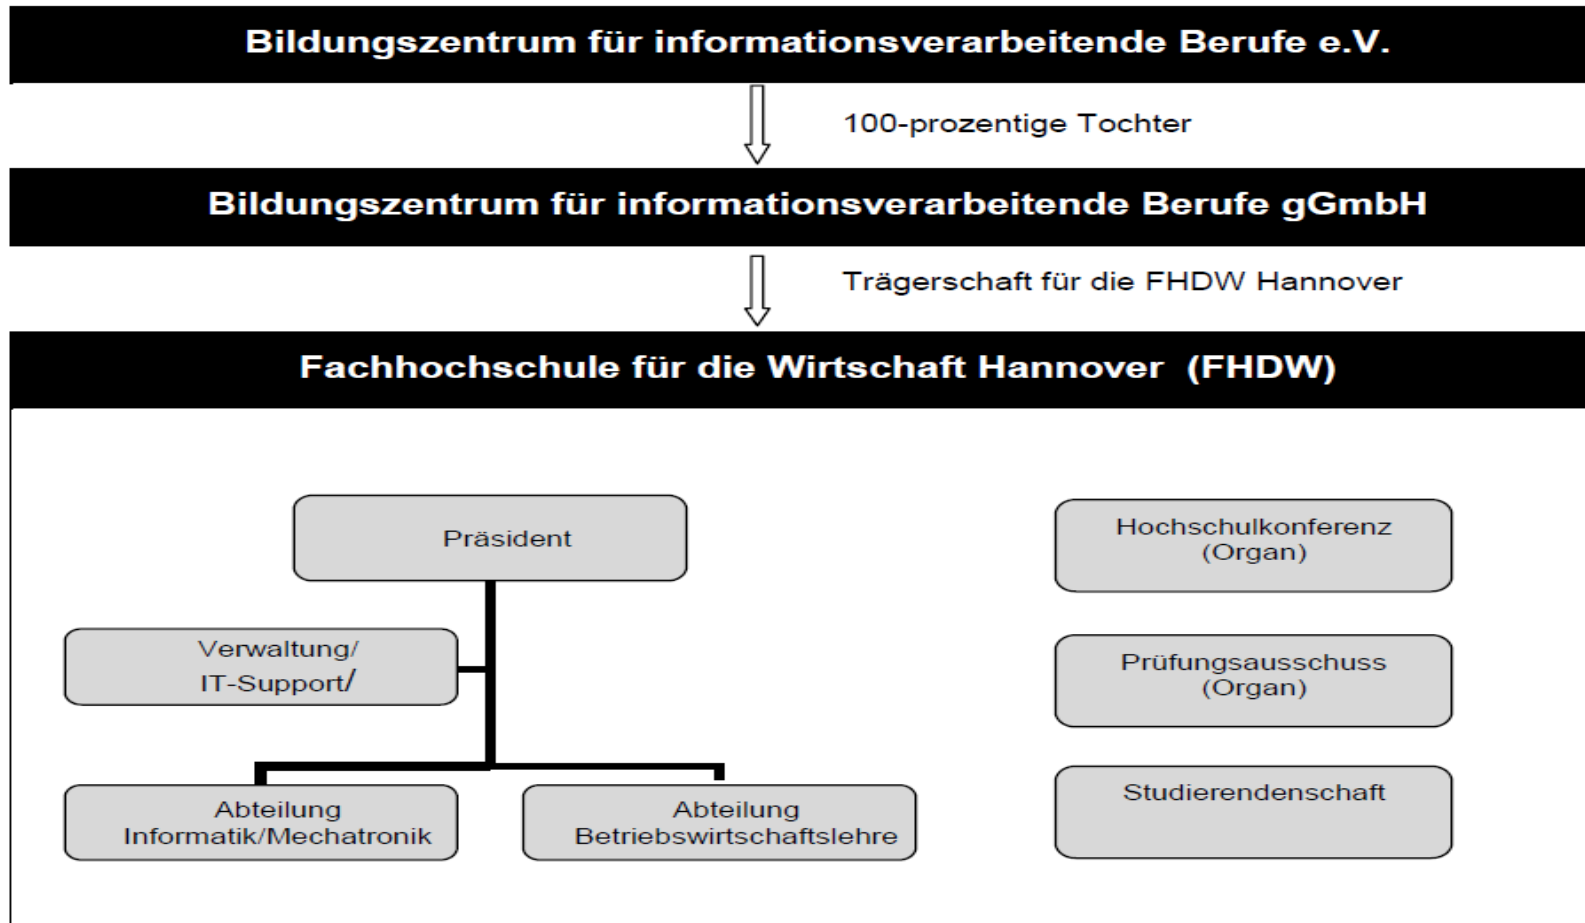 Bildungszentrum für informationsverarbeitende Berufe e.V.
100-prozentige Tochter
Bildungszentrum für informationsverarbeitende Berufe gGmbH
Trägerschaft für die FHDW Hannover
Fachhochschule für die Wirtschaft Hannover (FHDW)
Präsident
Verwaltung/
IT-Support/
Abteilung
Informatik/Mechatronik
Abteilung
Betriebswirtschaftslehre
Hochschulkonferenz
(Organ)
Prüfungsausschuss
(Organ)
Studierendenschaft